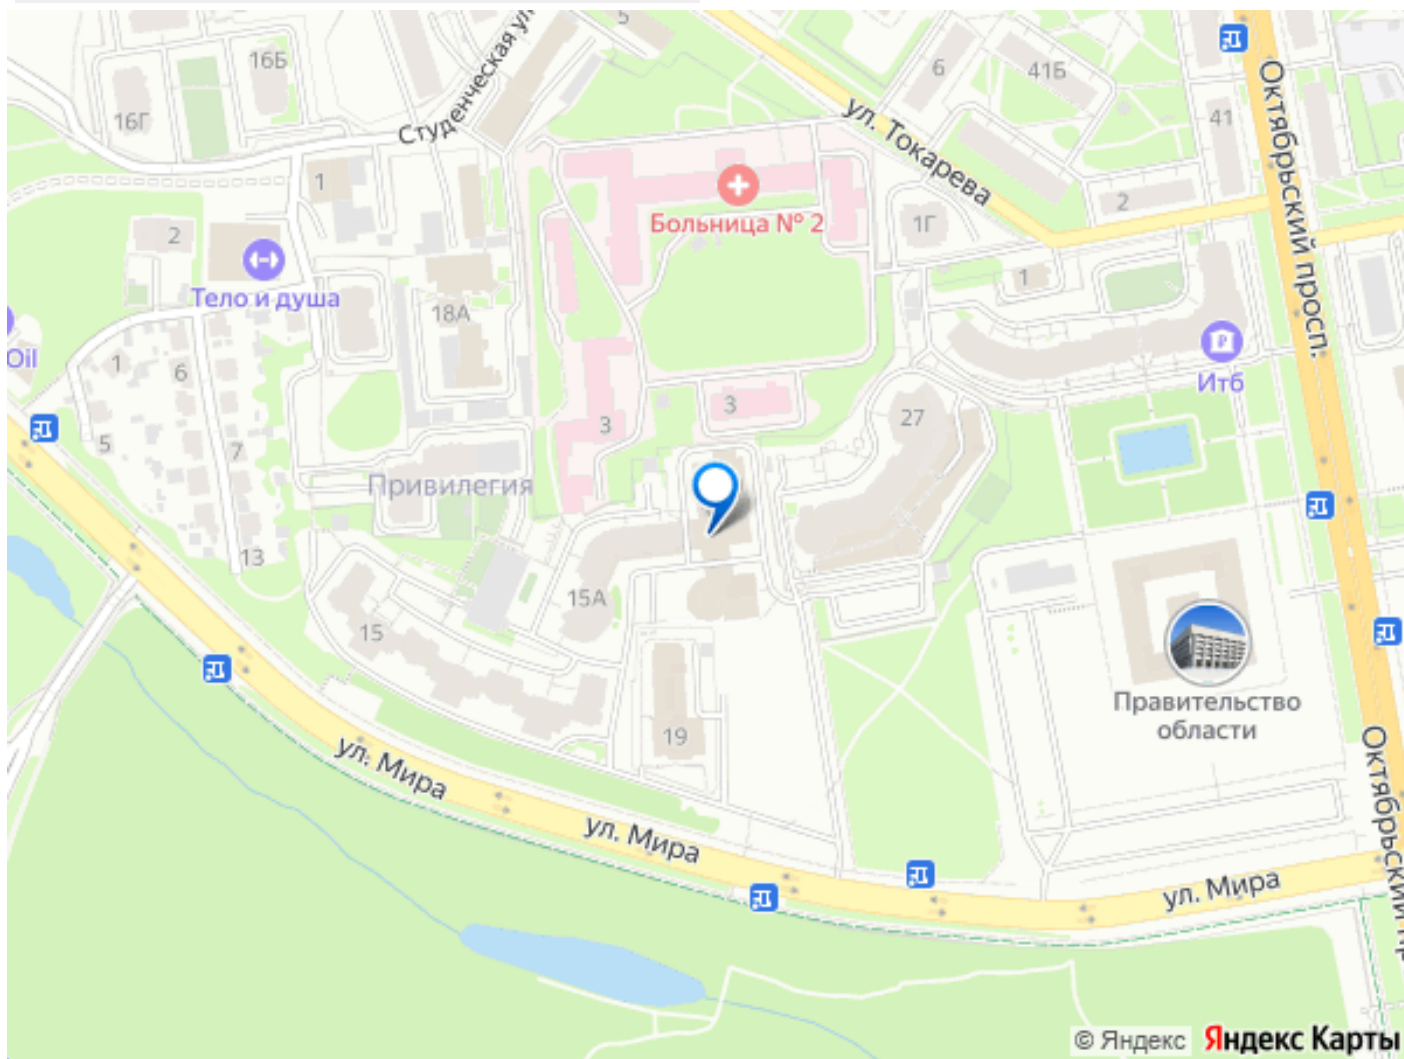 5
16Б
6
41Б
Октябрьский просп.
16Г
Студенческая ул
ул. Токарева
41
1
2
Больница № 2
1Г
2
Тело и душа
18А
1
Oil
1
6
Итб
5
7
3
3
27
Привилегия
13
15А
15
19
Правительство
области
ул. Мира
ул. Мира
ул. Мира
Октябрьский пр
© Яндекс
Яндекс Карты